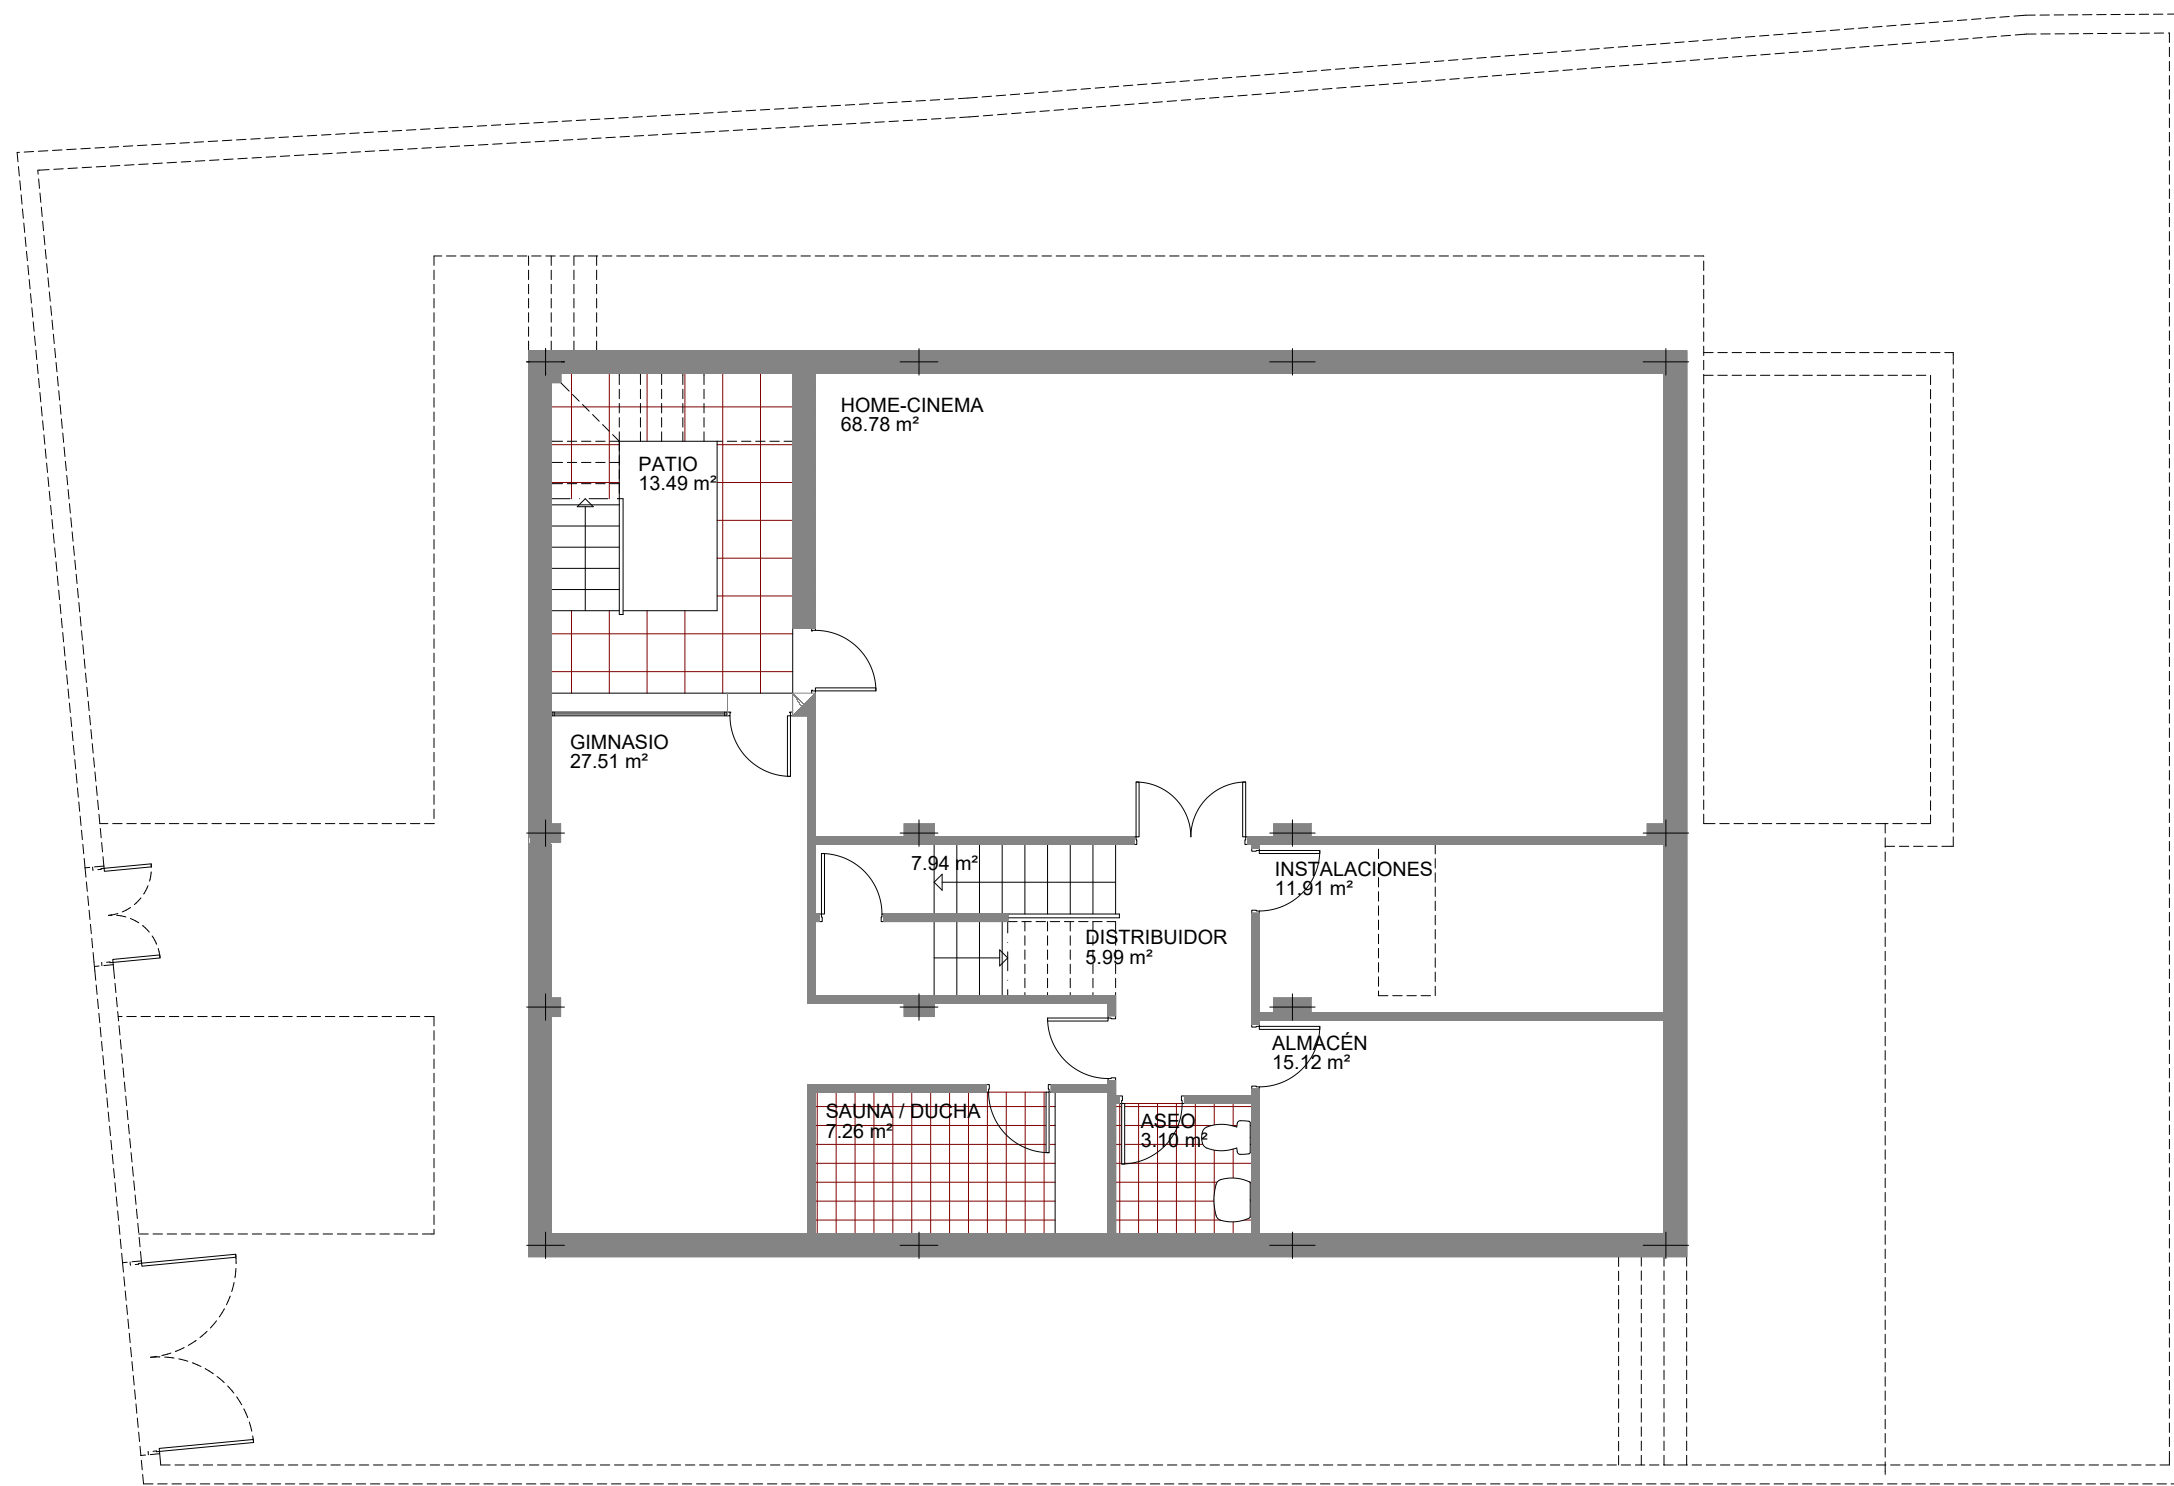 HOME-CINEMA
68.78 m²
PATIO
13.49 m²
GIMNASIO
27.51 m²
7.94 m²
INSTALACIONES
11.91 m²
DISTRIBUIDOR
5.99 m²
ALMACÉN
15.12 m²
SAUNA / DUCHA
7.26 m²
ASEO
3.10 m²